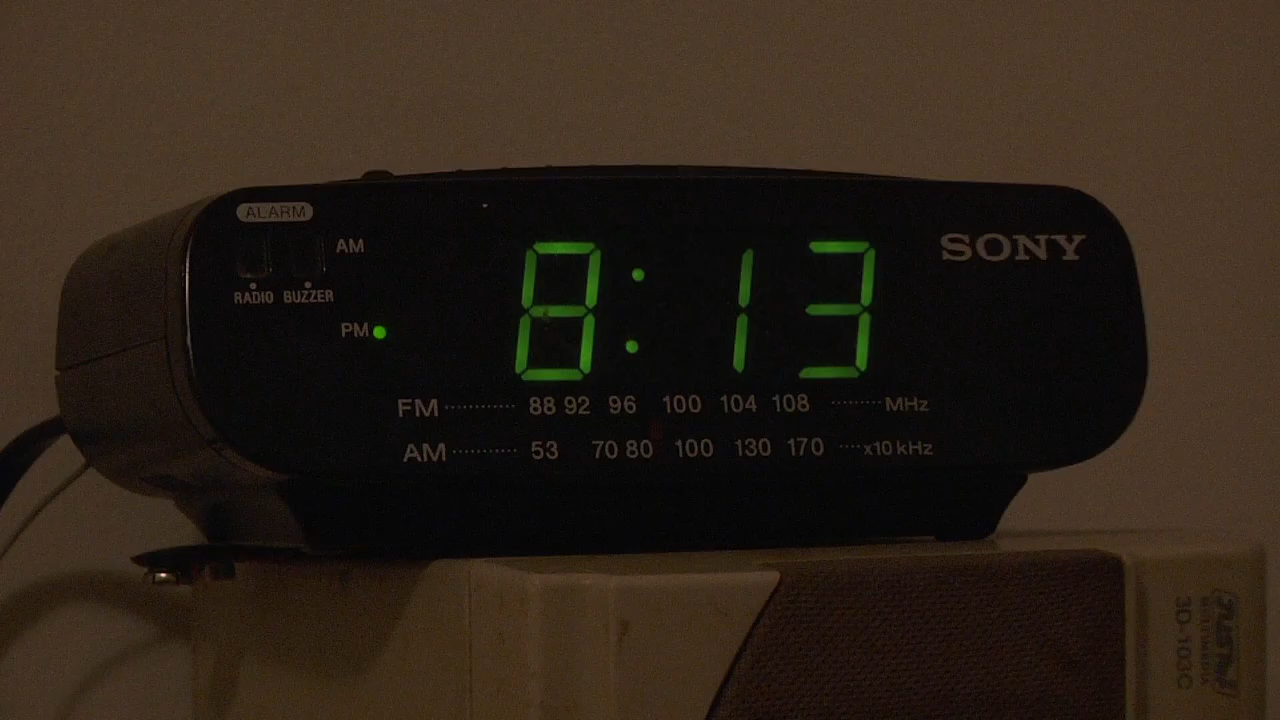 ALARM
AM
RADIO BUZZER
PM
8:13
SONY
FM ·········· 88 92 96 100 104 108 ········ MHz
AM ·········· 53 70 80 100 130 170 ···· x10 kHz
3D-103C